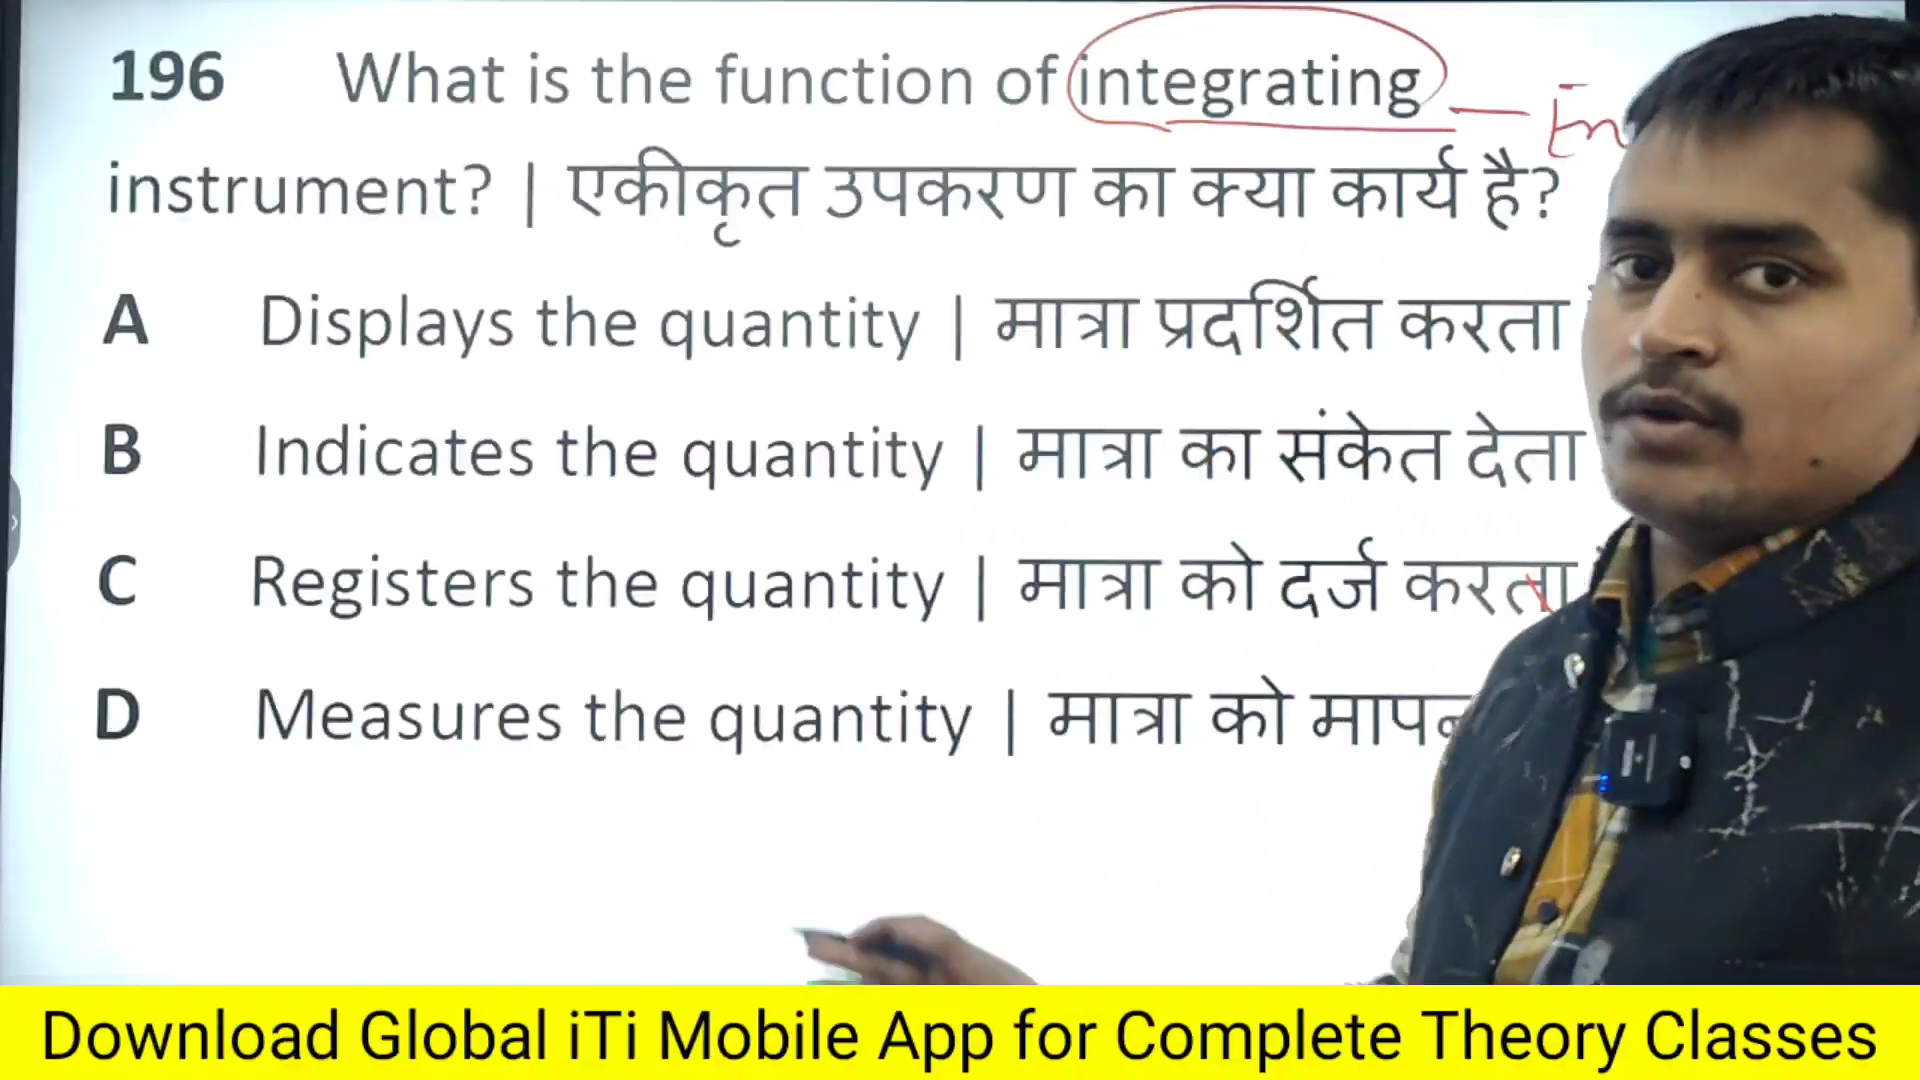 196 What is the function of integrating
instrument? | एकीकृत उपकरण का क्या कार्य है?
A Displays the quantity | मात्रा प्रदर्शित करता
B Indicates the quantity | मात्रा का संकेत देता
C Registers the quantity | मात्रा को दर्ज करता
D Measures the quantity | मात्रा को
Download Global iTi Mobile App for Complete Theory Classes